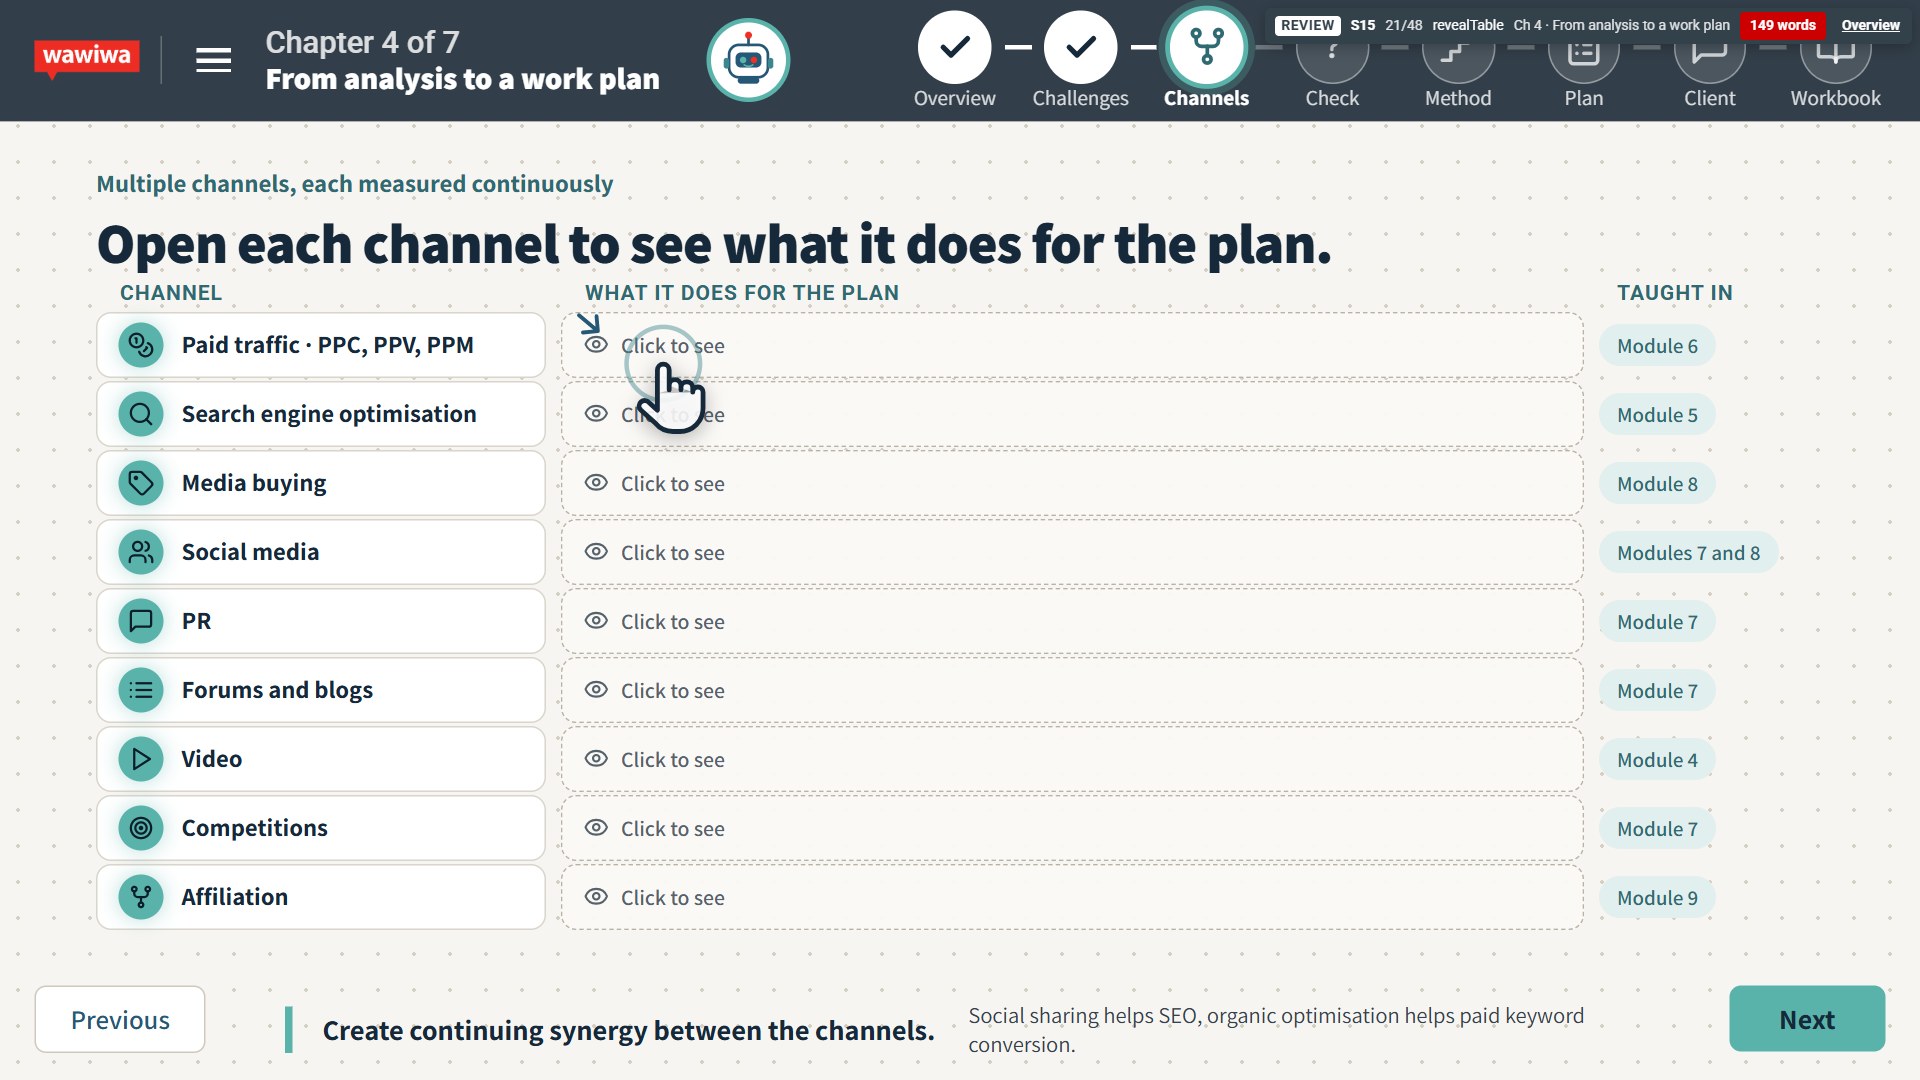 wawiwa
Chapter 4 of 7
From analysis to a work plan
REVIEW S15 21/48 revealTable Ch 4 · From analysis to a work plan 149 words Overview
Overview
Challenges
Channels
Check
Method
Plan
Client
Workbook
Multiple channels, each measured continuously
Open each channel to see what it does for the plan.
CHANNEL WHAT IT DOES FOR THE PLAN TAUGHT IN
Paid traffic · PPC, PPV, PPM Click to see Module 6
Search engine optimisation Click to see Module 5
Media buying Click to see Module 8
Social media Click to see Modules 7 and 8
PR Click to see Module 7
Forums and blogs Click to see Module 7
Video Click to see Module 4
Competitions Click to see Module 7
Affiliation Click to see Module 9
Previous
Create continuing synergy between the channels.
Social sharing helps SEO, organic optimisation helps paid keyword
conversion.
Next